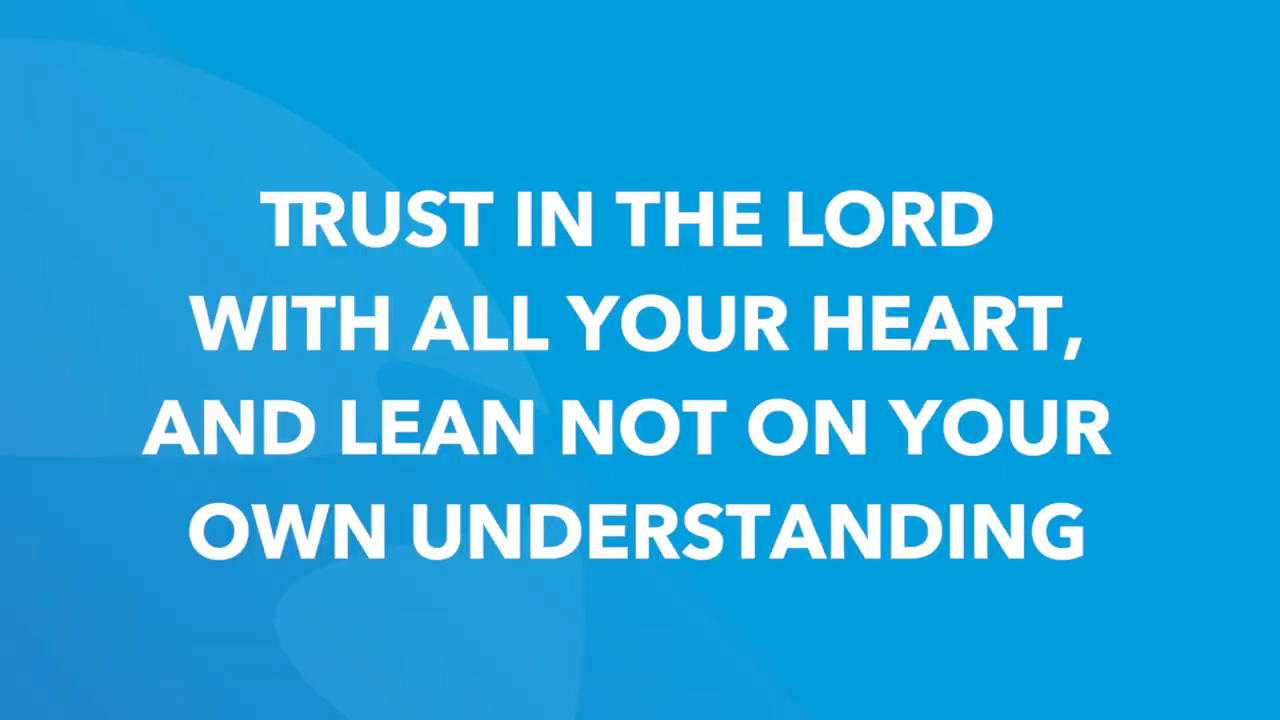 TRUST IN THE LORD
WITH ALL YOUR HEART,
AND LEAN NOT ON YOUR
OWN UNDERSTANDING